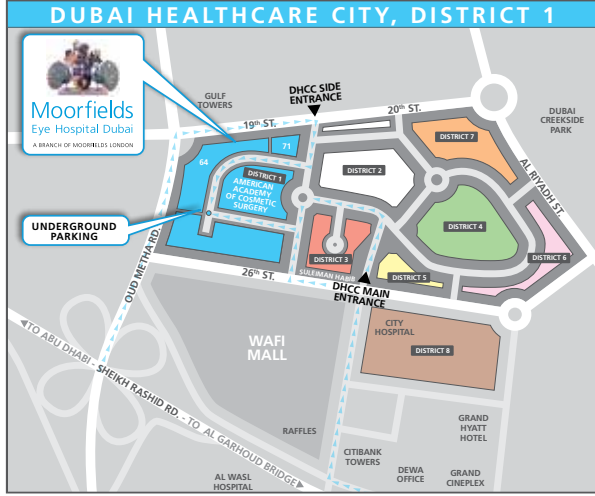 DUBAI HEALTHCARE CITY, DISTRICT 1
Moorfields
Eye Hospital Dubai
A BRANCH OF MOORFIELDS LONDON
GULF
TOWERS
DHCC SIDE
ENTRANCE
20th ST.
19th ST.
DUBAI
CREEKSIDE
PARK
DISTRICT 7
71
64
DISTRICT 1
AMERICAN
ACADEMY
OF COSMETIC
SURGERY
DISTRICT 2
AL RIYADH ST.
UNDERGROUND
PARKING
DISTRICT 4
OUD METHA RD.
DISTRICT 3
DISTRICT 6
SULEIMAN HABIB
26th ST.
DISTRICT 5
DHCC MAIN
ENTRANCE
CITY
HOSPITAL
WAFI
MALL
DISTRICT 8
TO ABU DHABI - SHEIKH RASHID RD. - TO AL GARHOUD BRIDGE
GRAND
HYATT
HOTEL
RAFFLES
CITIBANK
TOWERS
AL WASL
HOSPITAL
DEWA
OFFICE
GRAND
CINEPLEX